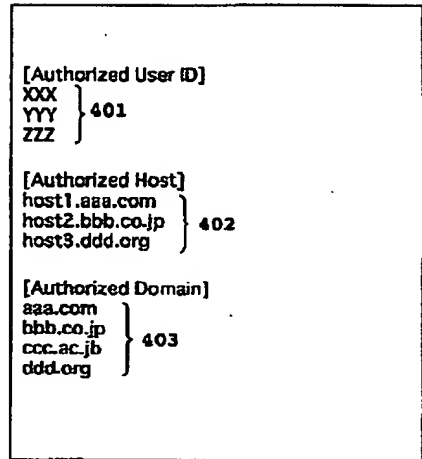 [Authorized User ID]
XXX
YYY
ZZZ
401
[Authorized Host]
host1.aaa.com
host2.bbb.co.jp
host3.ddd.org
402
[Authorized Domain]
aaa.com
bbb.co.jp
ccc.ac.jb
ddd.org
403